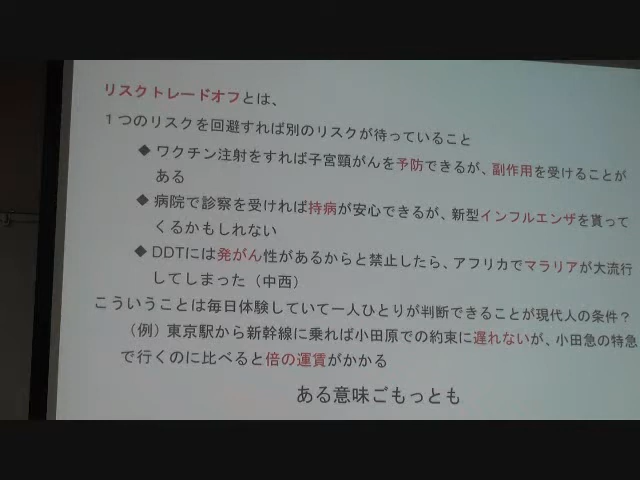 リスクトレードオフとは、
１つのリスクを回避すれば別のリスクが待っていること
◆ ワクチン注射をすれば子宮頸がんを予防できるが、副作用を受けることが
ある
◆ 病院で診察を受ければ持病が安心できるが、新型インフルエンザを貰って
くるかもしれない
◆ DDTには発がん性があるからと禁止したら、アフリカでマラリアが大流行
してしまった（中西）
こういうことは毎日体験していて一人ひとりが判断できることが現代人の条件？
（例）東京駅から新幹線に乗れば小田原での約束に遅れないが、小田急の特急
で行くのに比べると倍の運賃がかかる
ある意味ごもっとも